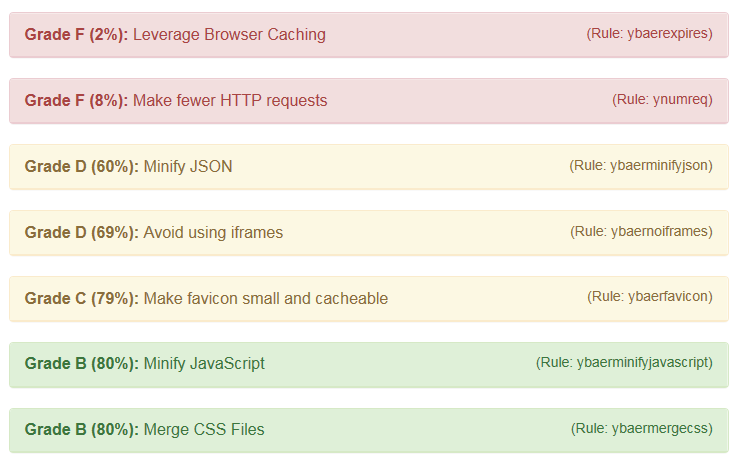 Grade F (2%): Leverage Browser Caching (Rule: ybaerexpires)
Grade F (8%): Make fewer HTTP requests (Rule: ynumreq)
Grade D (60%): Minify JSON (Rule: ybaerminifyjson)
Grade D (69%): Avoid using iframes (Rule: ybaernoiframes)
Grade C (79%): Make favicon small and cacheable (Rule: ybaerfavicon)
Grade B (80%): Minify JavaScript (Rule: ybaerminifyjavascript)
Grade B (80%): Merge CSS Files (Rule: ybaermergecss)